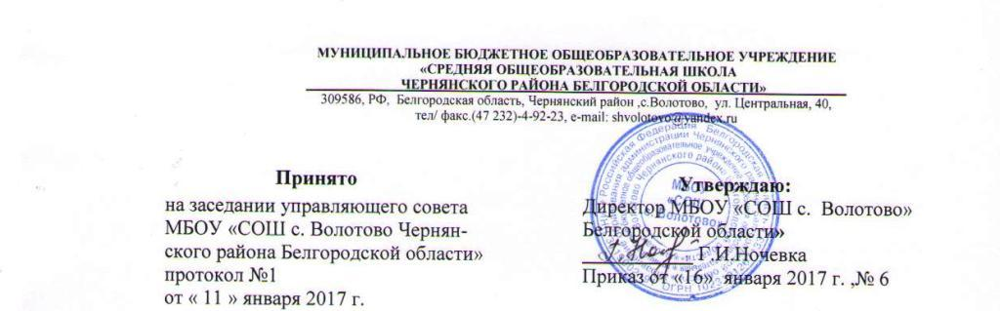 МУНИЦИПАЛЬНОЕ БЮДЖЕТНОЕ ОБЩЕОБРАЗОВАТЕЛЬНОЕ УЧРЕЖДЕНИЕ
«СРЕДНЯЯ ОБЩЕОБРАЗОВАТЕЛЬНАЯ ШКОЛА
ЧЕРНЯНСКОГО РАЙОНА БЕЛГОРОДСКОЙ ОБЛАСТИ»
309586, РФ, Белгородская область, Чернянский район ,с.Волотово, ул. Центральная, 40,
тел/ факс.(47 232)-4-92-23, e-mail: shvolotovo@yandex.ru
Принято
на заседании управляющего совета
МБОУ «СОШ с. Волотово Чернян-
ского района Белгородской области»
протокол №1
от « 11 » января 2017 г.
Утверждаю:
Директор МБОУ «СОШ с. Волотово»
Белгородской области»
Г.И.Ночевка
Приказ от «16» января 2017 г. ,№ 6
МБОУ
«СОШ
с. Волотово»